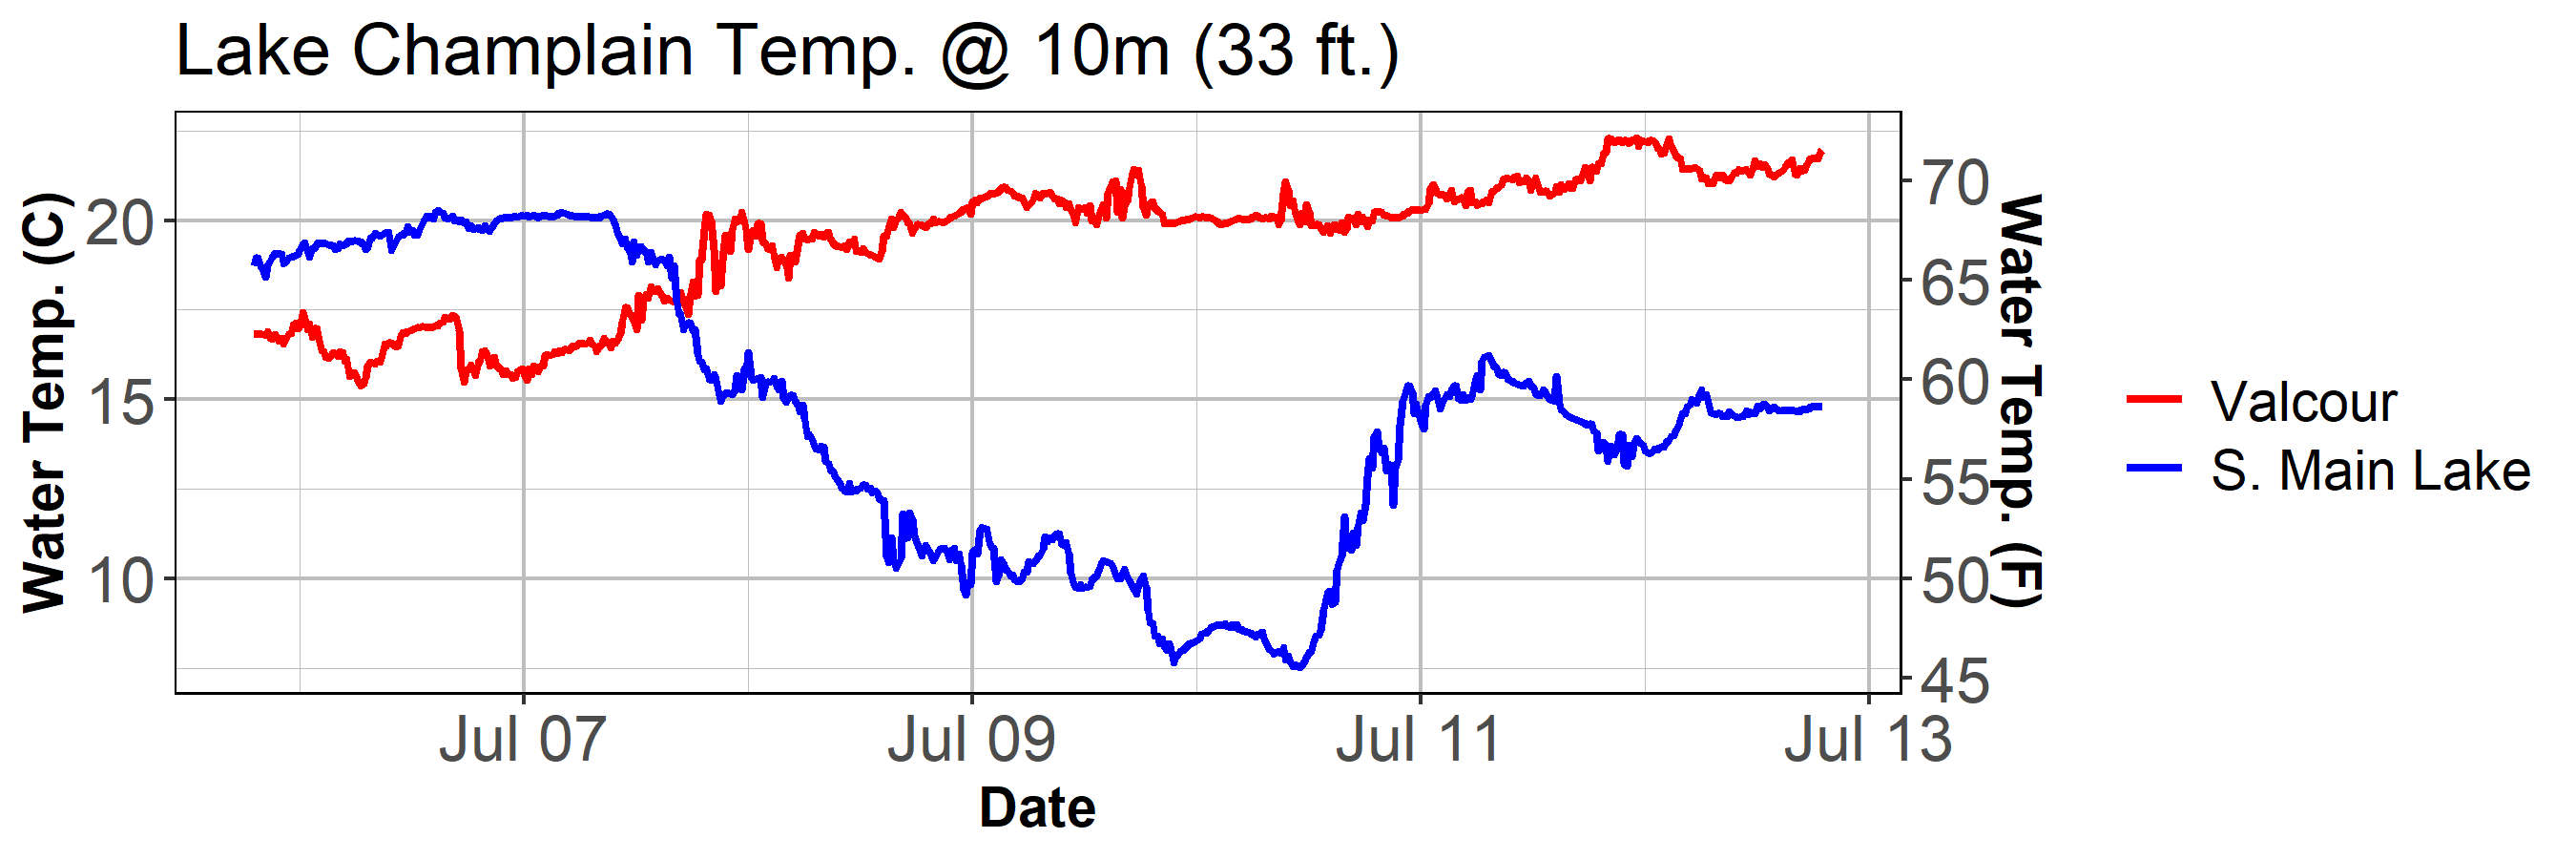 Lake Champlain Temp. @ 10m (33 ft.)
Water Temp. (C)
20
15
10
70
65
60
55
50
45
Water Temp. (F)
Jul 07
Jul 09
Jul 11
Jul 13
Date
Valcour
S. Main Lake